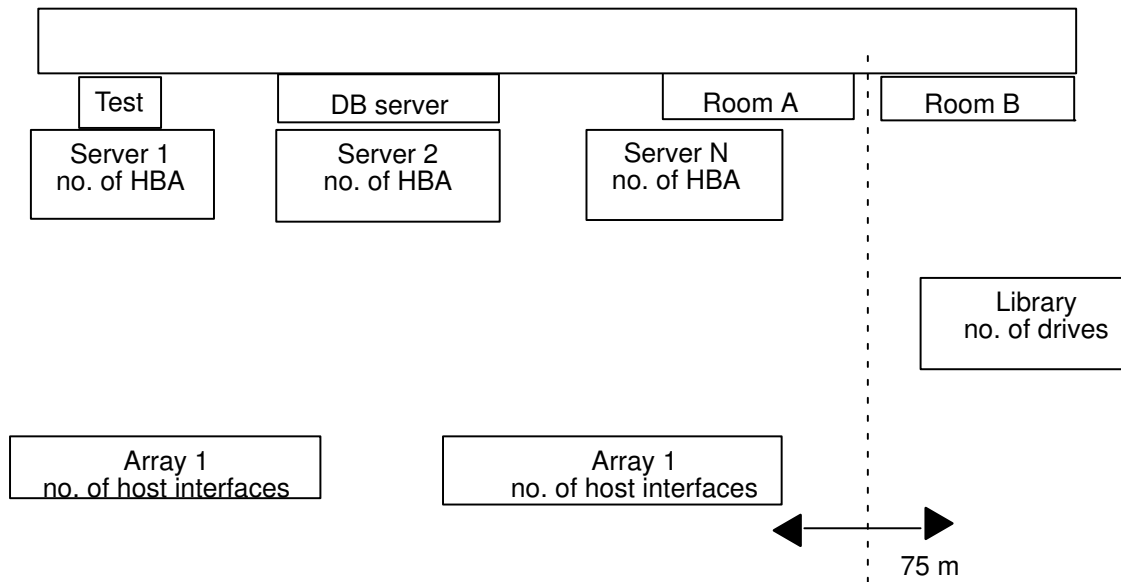 Test
DB server
Room A
Room B
Server 1
no. of HBA
Server 2
no. of HBA
Server N
no. of HBA
Library
no. of drives
Array 1
no. of host interfaces
Array 1
no. of host interfaces
75 m